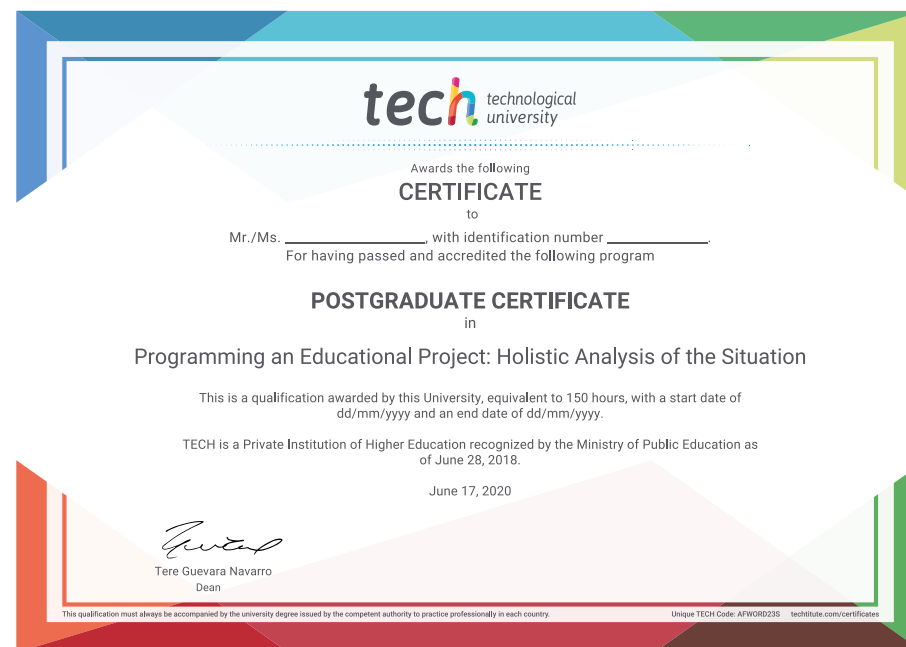 tech technological
university
Awards the following
CERTIFICATE
to
Mr./Ms. ____________________, with identification number ______________.
For having passed and accredited the following program
POSTGRADUATE CERTIFICATE
in
Programming an Educational Project: Holistic Analysis of the Situation
This is a qualification awarded by this University, equivalent to 150 hours, with a start date of
dd/mm/yyyy and an end date of dd/mm/yyyy.
TECH is a Private Institution of Higher Education recognized by the Ministry of Public Education as
of June 28, 2018.
June 17, 2020
Tere Guevara Navarro
Dean
This qualification must always be accompanied by the university degree issued by the competent authority to practice professionally in each country.
Unique TECH Code: AFWORD23S techtitute.com/certificates